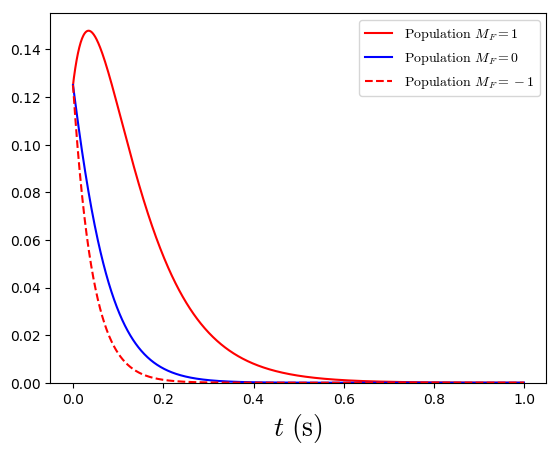 0.14
0.12
0.10
0.08
0.06
0.04
0.02
0.00
Population M_F = 1
Population M_F = 0
Population M_F = −1
0.0 0.2 0.4 0.6 0.8 1.0
t (s)